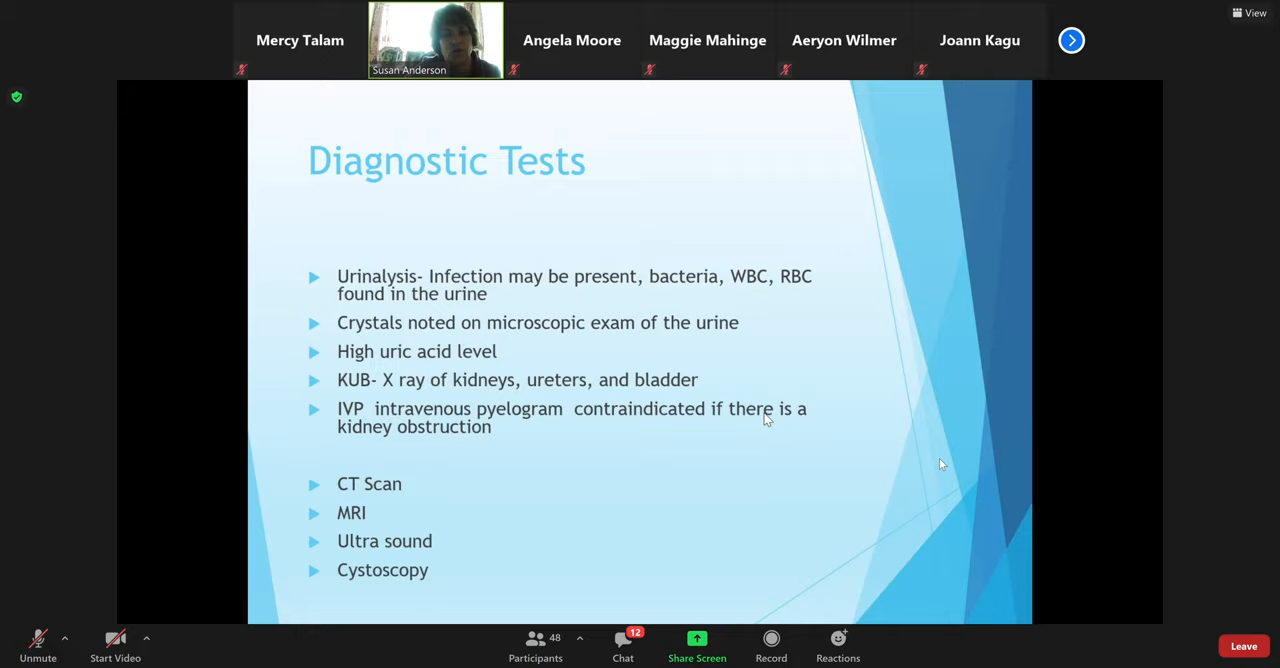 View
Mercy Talam
Susan Anderson
Angela Moore
Maggie Mahinge
Aeryon Wilmer
Joann Kagu
Diagnostic Tests
Urinalysis- Infection may be present, bacteria, WBC, RBC
found in the urine
Crystals noted on microscopic exam of the urine
High uric acid level
KUB- X ray of kidneys, ureters, and bladder
IVP intravenous pyelogram contraindicated if there is a
kidney obstruction
CT Scan
MRI
Ultra sound
Cystoscopy
Unmute
Start Video
48
Participants
12
Chat
Share Screen
Record
Reactions
Leave